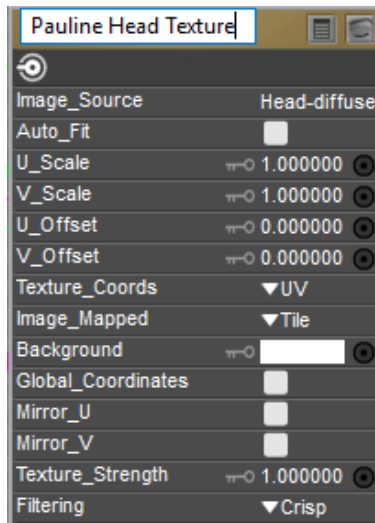 Pauline Head Texture
Image_Source Head-diffuse
Auto_Fit
U_Scale 1.000000
V_Scale 1.000000
U_Offset 0.000000
V_Offset 0.000000
Texture_Coords ▼UV
Image_Mapped ▼Tile
Background
Global_Coordinates
Mirror_U
Mirror_V
Texture_Strength 1.000000
Filtering ▼Crisp